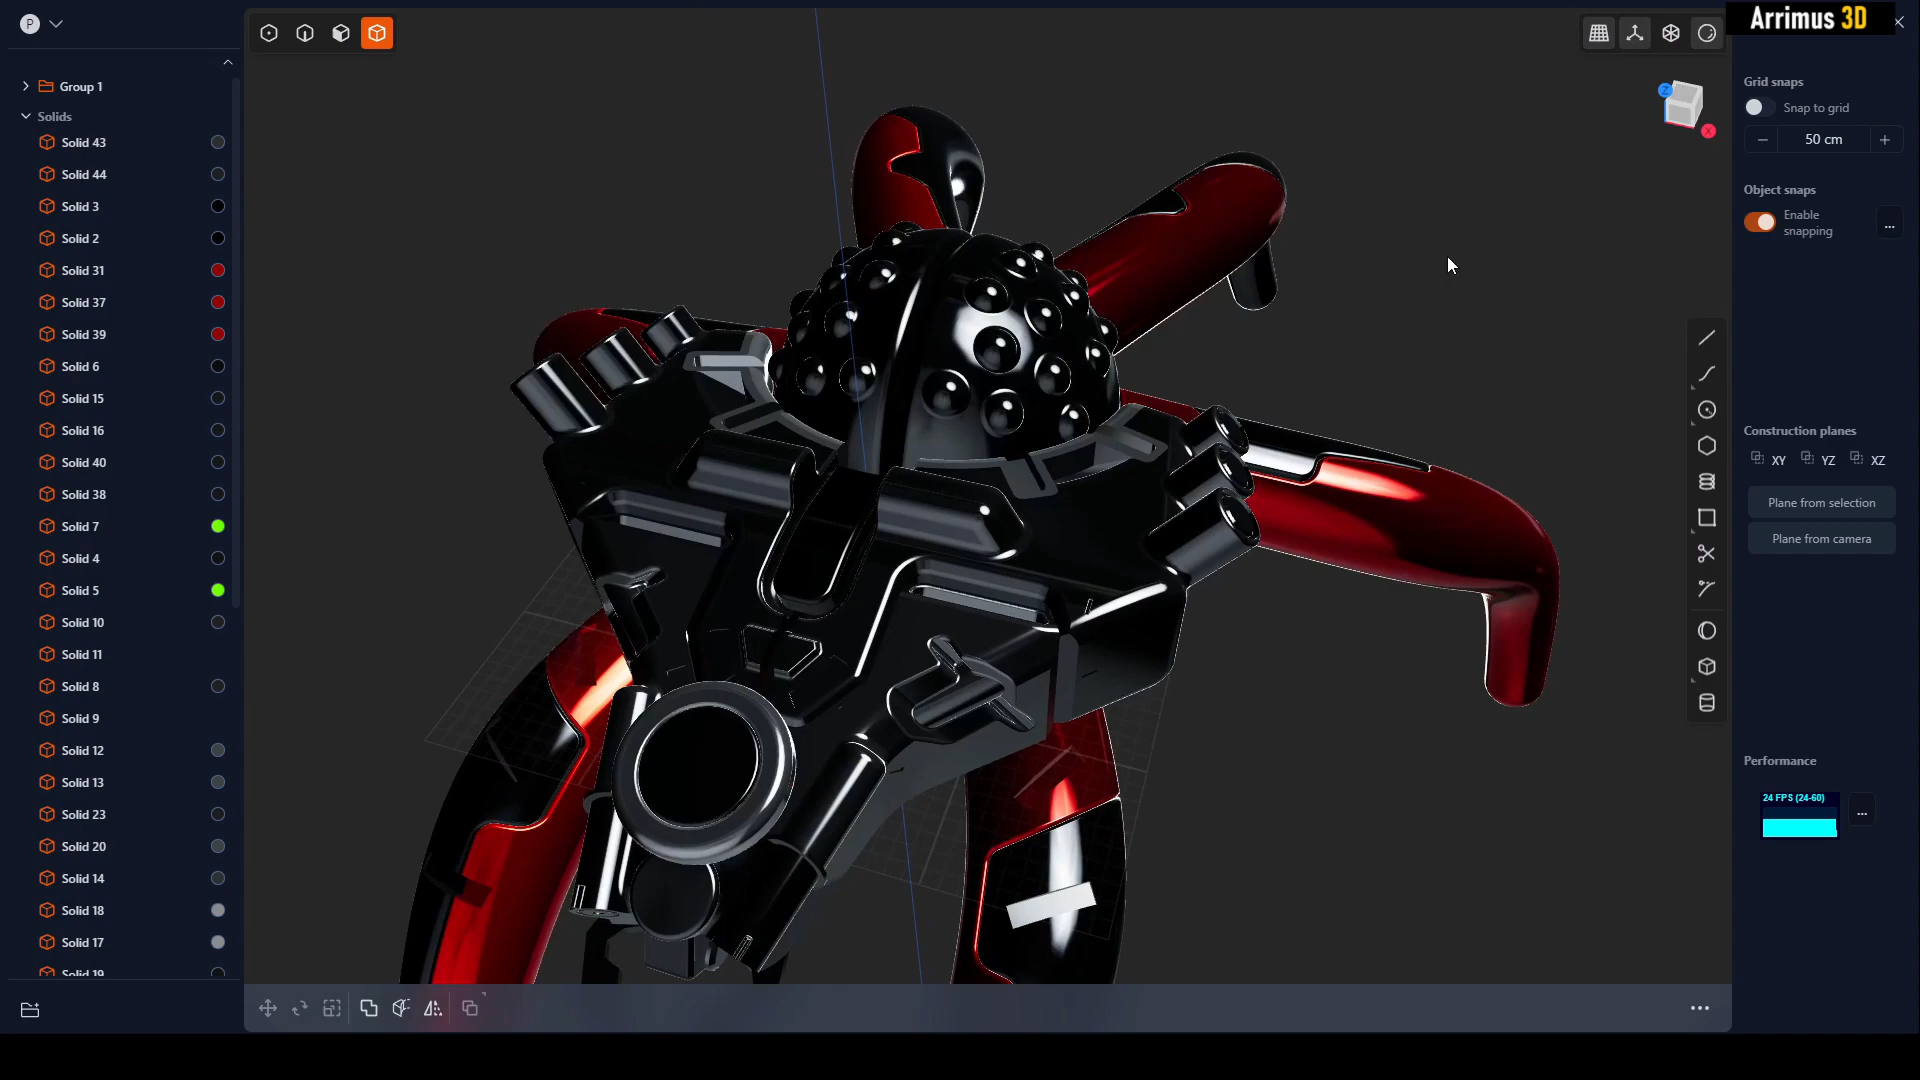 P
Arrimus 3D
Group 1
Solids
Solid 43
Solid 44
Solid 3
Solid 2
Solid 31
Solid 37
Solid 39
Solid 6
Solid 15
Solid 16
Solid 40
Solid 38
Solid 7
Solid 4
Solid 5
Solid 10
Solid 11
Solid 8
Solid 9
Solid 12
Solid 13
Solid 23
Solid 20
Solid 14
Solid 18
Solid 17
Solid 19
Z
X
Grid snaps
Snap to grid
50 cm
Object snaps
Enable
snapping
...
Construction planes
XY YZ XZ
Plane from selection
Plane from camera
Performance
24 FPS (24-60)
...